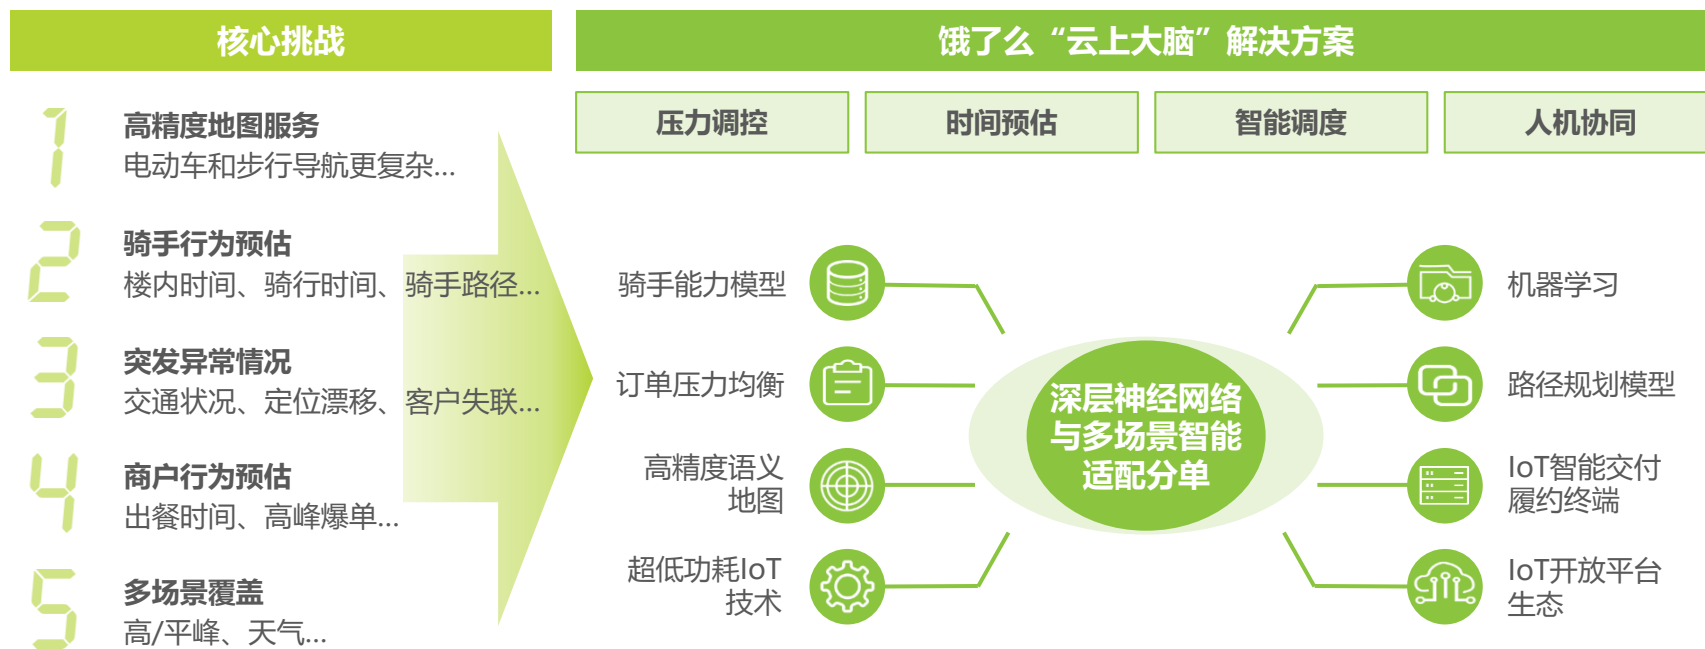 核心挑战
1
高精度地图服务
电动车和步行导航更复杂...
2
骑手行为预估
楼内时间、骑行时间、骑手路径...
3
突发异常情况
交通状况、定位漂移、客户失联...
4
商户行为预估
出餐时间、高峰爆单...
5
多场景覆盖
高/平峰、天气...
饿了么“云上大脑”解决方案
压力调控
时间预估
智能调度
人机协同
骑手能力模型
订单压力均衡
高精度语义
地图
超低功耗IoT
技术
深层神经网络
与多场景智能
适配分单
机器学习
路径规划模型
IoT智能交付
履约终端
IoT开放平台
生态